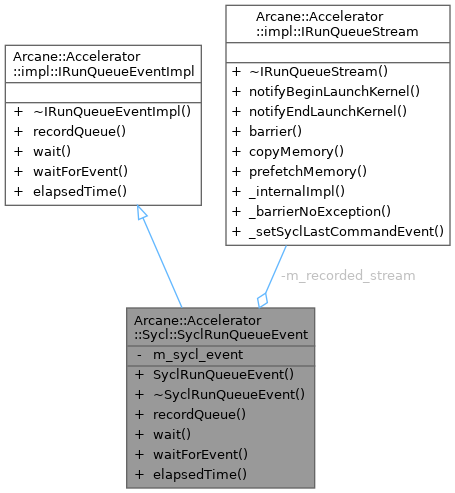 Arcane::Accelerator
::impl::IRunQueueEventImpl
+ ~IRunQueueEventImpl()
+ recordQueue()
+ wait()
+ waitForEvent()
+ elapsedTime()
Arcane::Accelerator
::impl::IRunQueueStream
+ ~IRunQueueStream()
+ notifyBeginLaunchKernel()
+ notifyEndLaunchKernel()
+ barrier()
+ copyMemory()
+ prefetchMemory()
+ _internalImpl()
+ _barrierNoException()
+ _setSyclLastCommandEvent()
-m_recorded_stream
Arcane::Accelerator
::Sycl::SyclRunQueueEvent
- m_sycl_event
+ SyclRunQueueEvent()
+ ~SyclRunQueueEvent()
+ recordQueue()
+ wait()
+ waitForEvent()
+ elapsedTime()